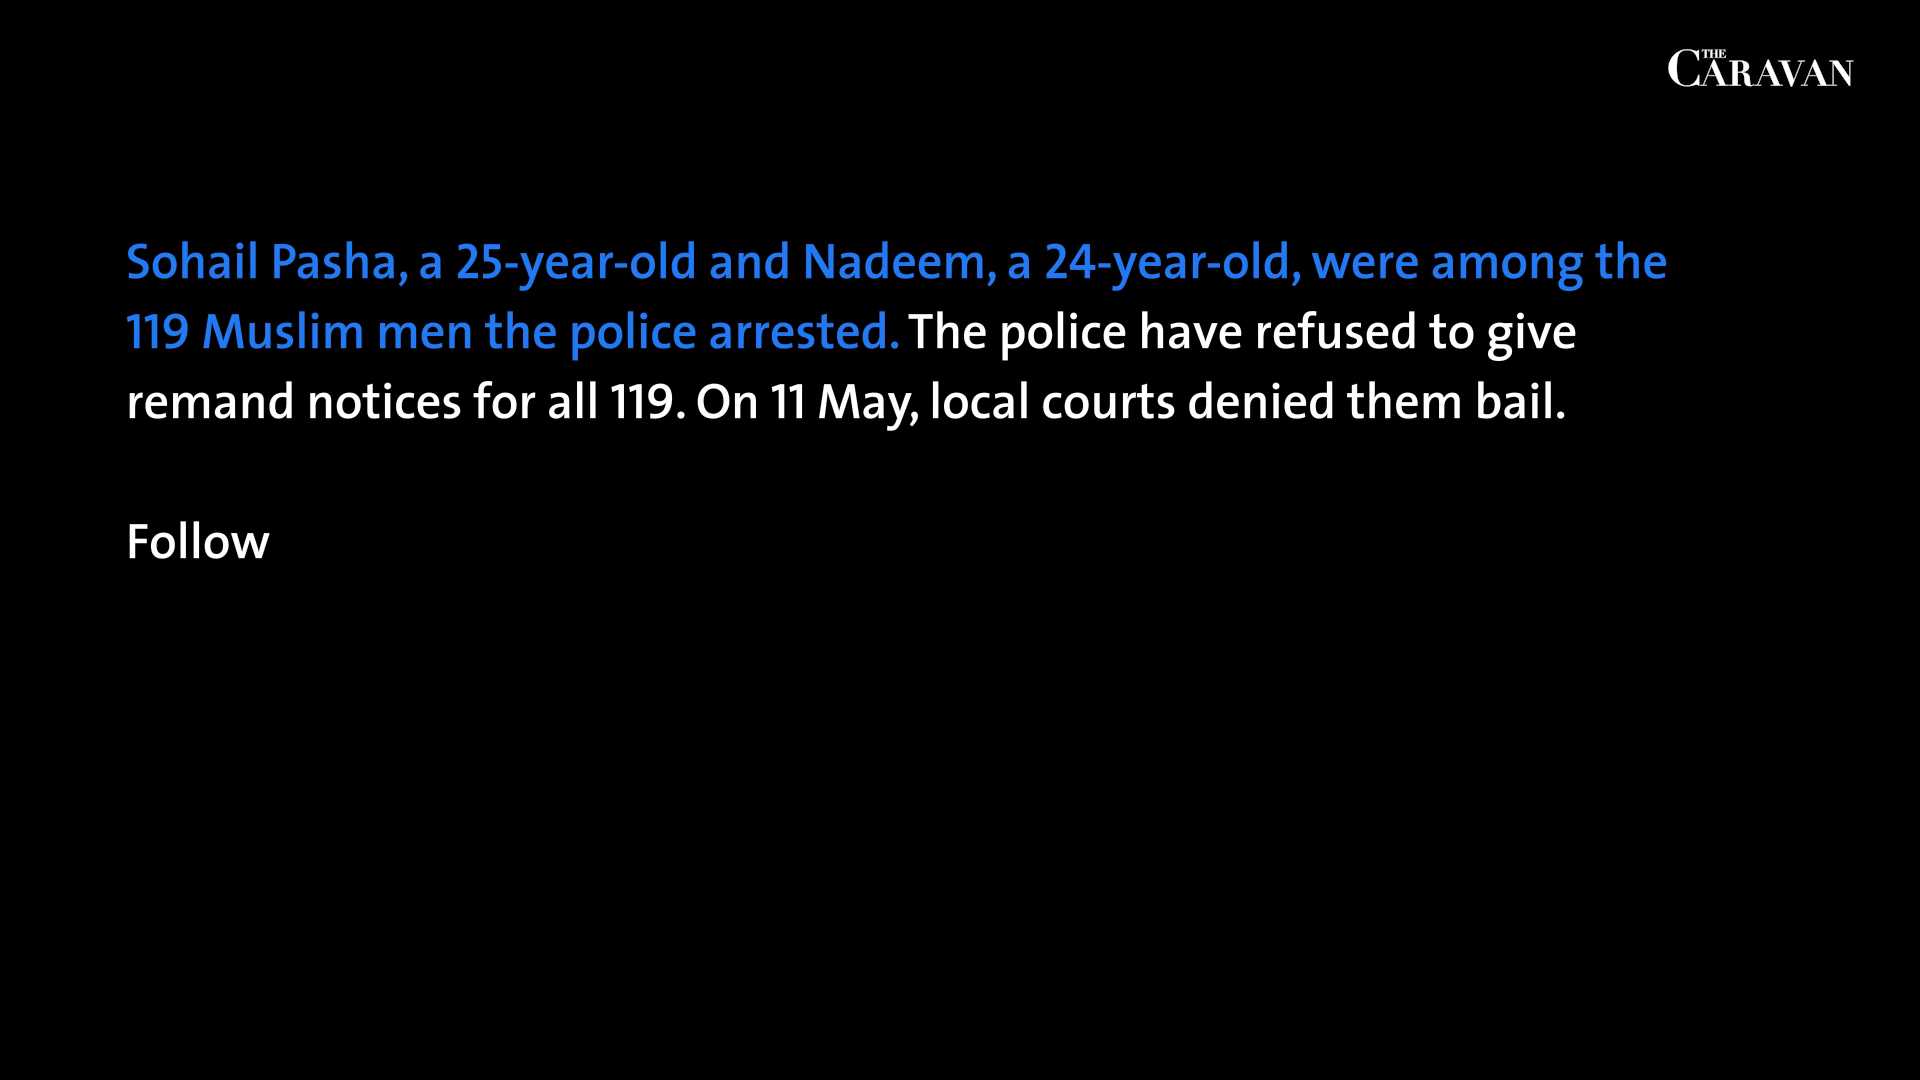 THE CARAVAN
Sohail Pasha, a 25-year-old and Nadeem, a 24-year-old, were among the
119 Muslim men the police arrested. The police have refused to give
remand notices for all 119. On 11 May, local courts denied them bail.
Follow